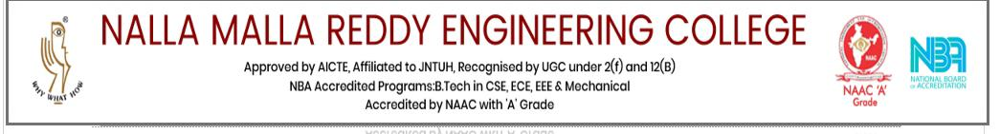 NALLA MALLA REDDY ENGINEERING COLLEGE
Approved by AICTE, Affiliated to JNTUH, Recognised by UGC under 2(f) and 12(B)
NBA Accredited Programs:B.Tech in CSE, ECE, EEE & Mechanical
Accredited by NAAC with 'A' Grade
®
WHY WHAT HOW
NAAC
NAAC 'A'
Grade
NBA
NATIONAL BOARD
OF ACCREDITATION